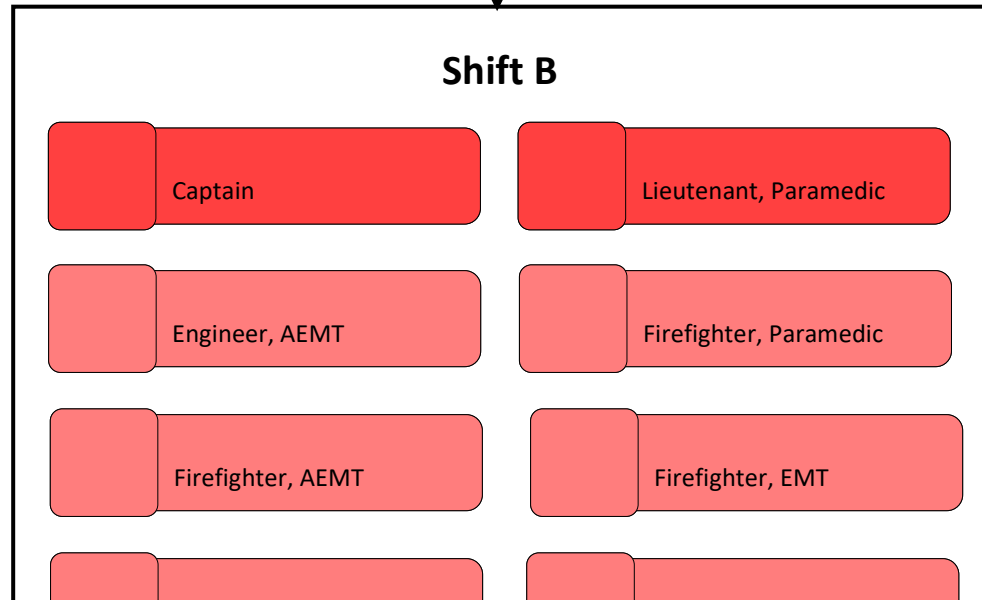 Shift B
Captain
Lieutenant, Paramedic
Engineer, AEMT
Firefighter, Paramedic
Firefighter, AEMT
Firefighter, EMT